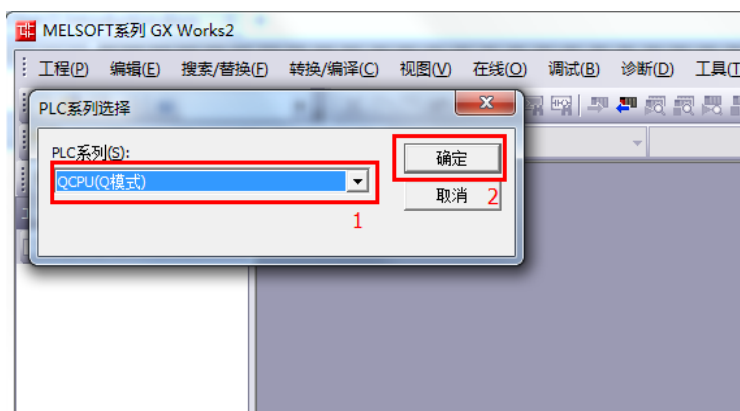 MELSOFT系列 GX Works2
工程(P) 编辑(E) 搜索/替换(F) 转换/编译(C) 视图(V) 在线(O) 调试(B) 诊断(D) 工具(T
PLC系列选择
PLC系列(S):
QCPU(Q模式)
确定
取消
2
1